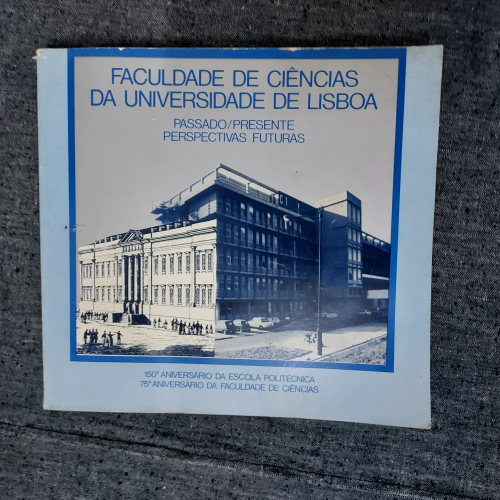 FACULDADE DE CIÊNCIAS
DA UNIVERSIDADE DE LISBOA
PASSADO/PRESENTE
PERSPECTIVAS FUTURAS
150º ANIVERSÁRIO DA ESCOLA POLITÉCNICA
75º ANIVERSÁRIO DA FACULDADE DE CIÊNCIAS